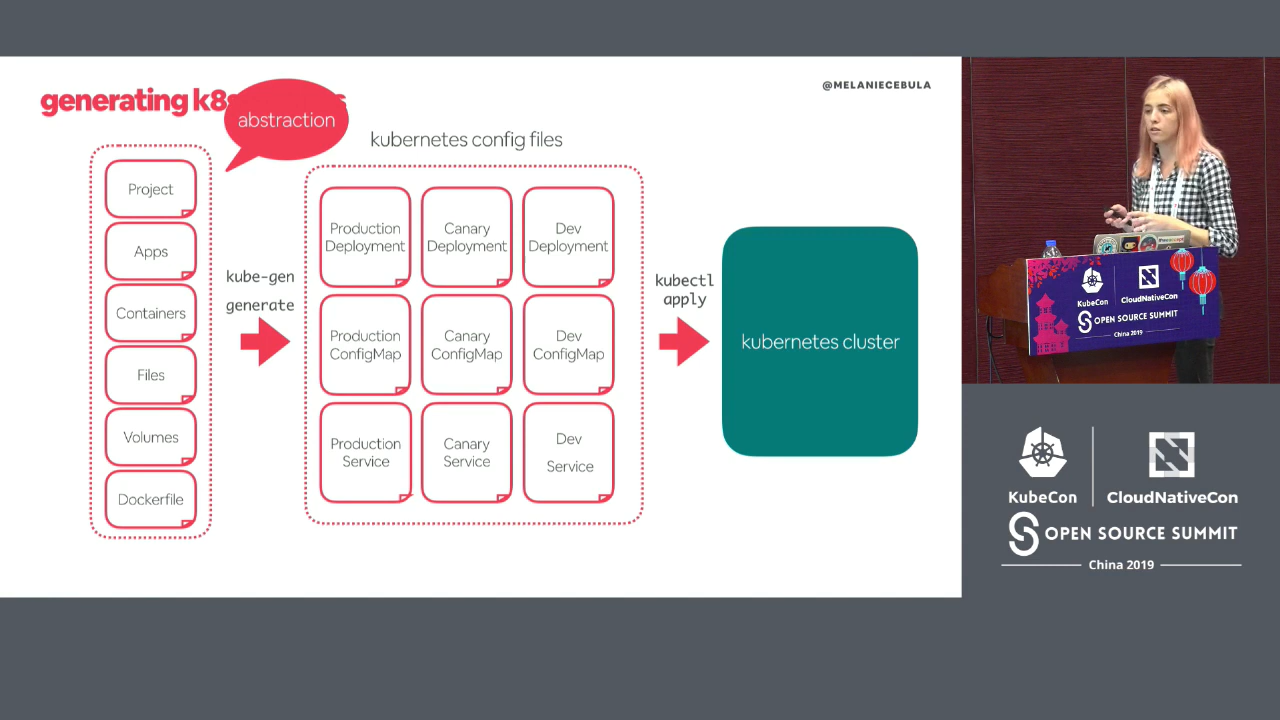 generating k8s
@MELANIECEBULA
abstraction
kubernetes config files
Project
Apps
Containers
Files
Volumes
Dockerfile
kube-gen
generate
Production
Deployment
Canary
Deployment
Dev
Deployment
Production
ConfigMap
Canary
ConfigMap
Dev
ConfigMap
Production
Service
Canary
Service
Dev
Service
kubectl
apply
kubernetes cluster
KubeCon
CloudNativeCon
OPEN SOURCE SUMMIT
China 2019
KubeCon
CloudNativeCon
OPEN SOURCE SUMMIT
China 2019